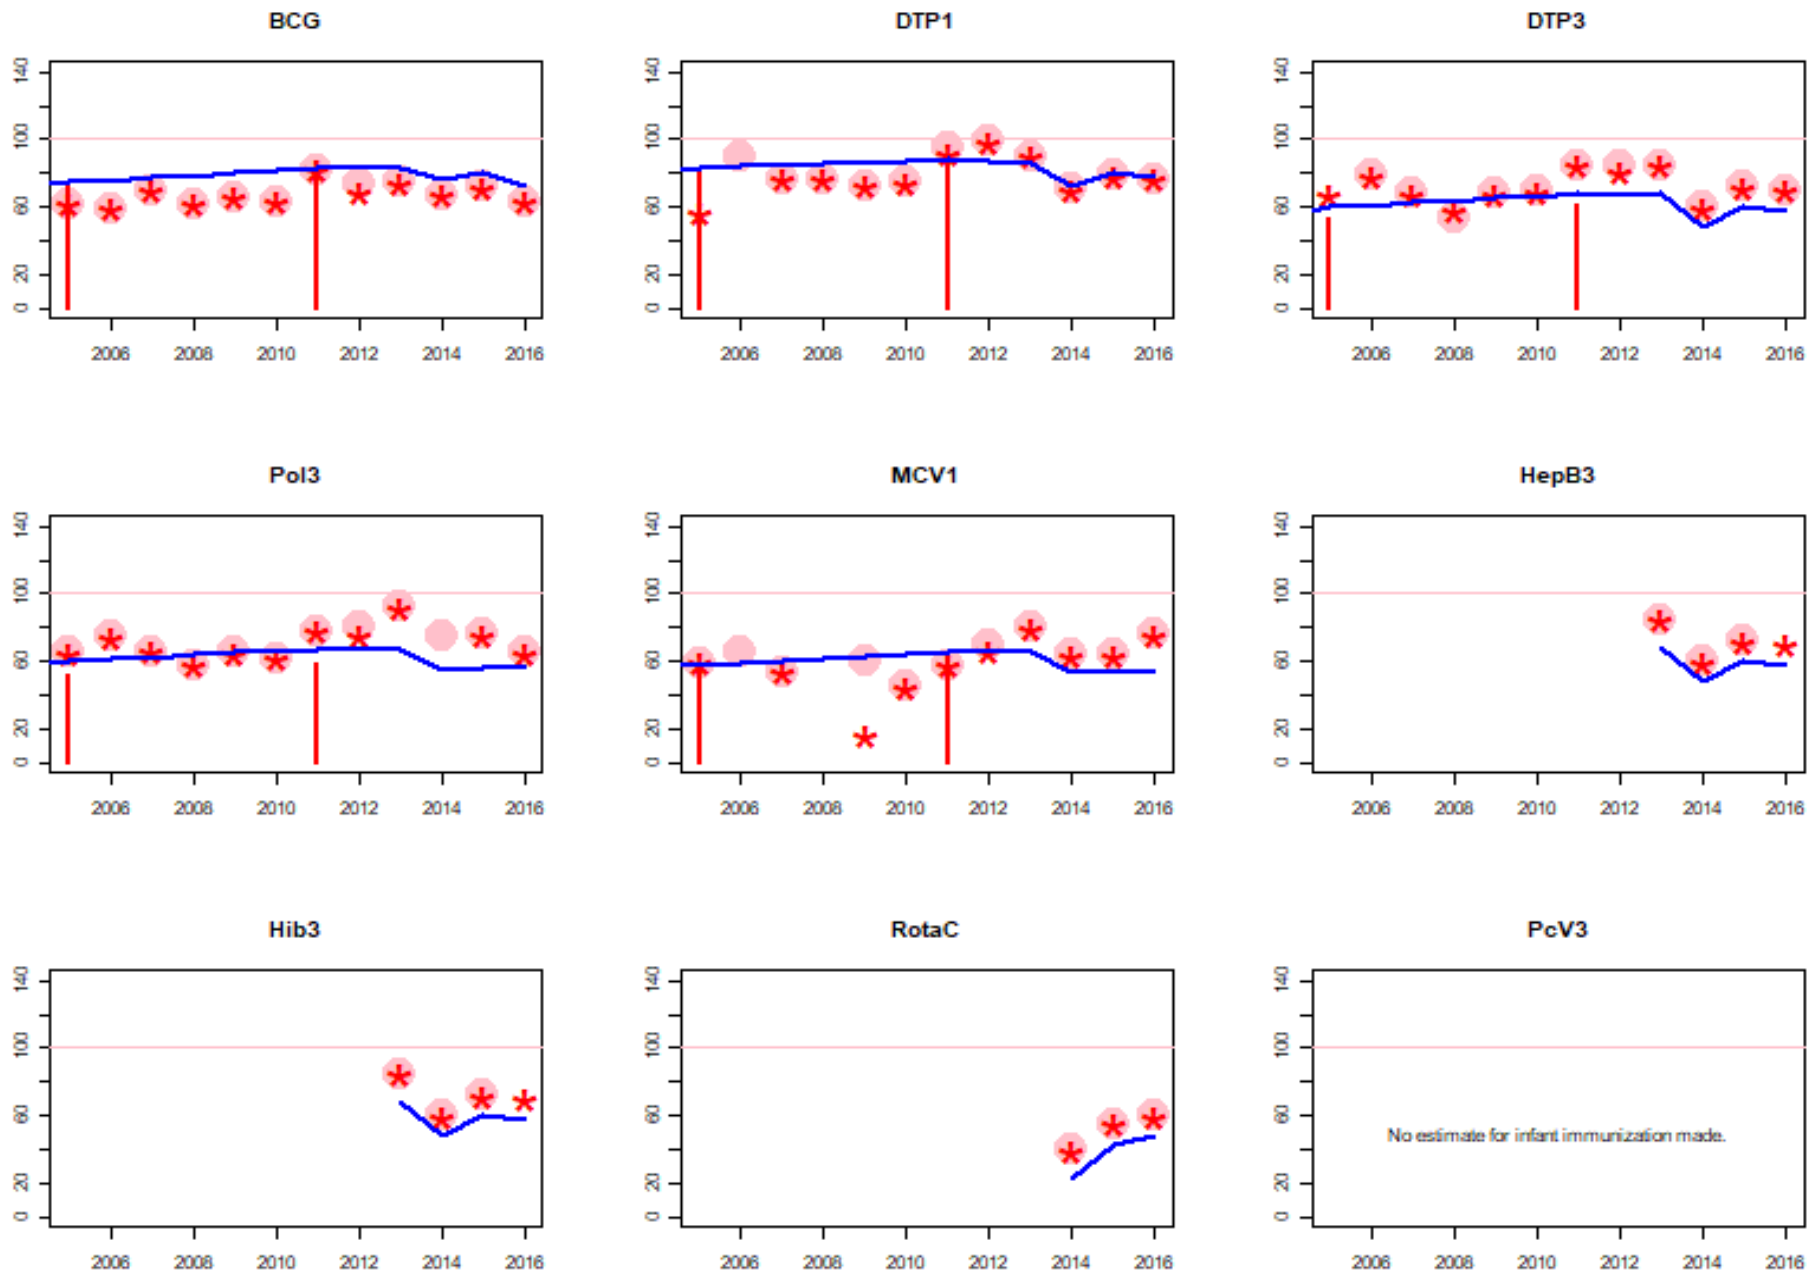 BCG DTP1 DTP3
140 140 140
100 100 100
60 60 60
20 20 20
0 0 0
2006 2008 2010 2012 2014 2016 2006 2008 2010 2012 2014 2016 2006 2008 2010 2012 2014 2016
Pol3 MCV1 HepB3
140 140 140
100 100 100
60 60 60
20 20 20
0 0 0
2006 2008 2010 2012 2014 2016 2006 2008 2010 2012 2014 2016 2006 2008 2010 2012 2014 2016
Hib3 RotaC PcV3
140 140 140
100 100 100
60 60 60
No estimate for infant immunization made.
20 20 20
0 0 0
2006 2008 2010 2012 2014 2016 2006 2008 2010 2012 2014 2016 2006 2008 2010 2012 2014 2016